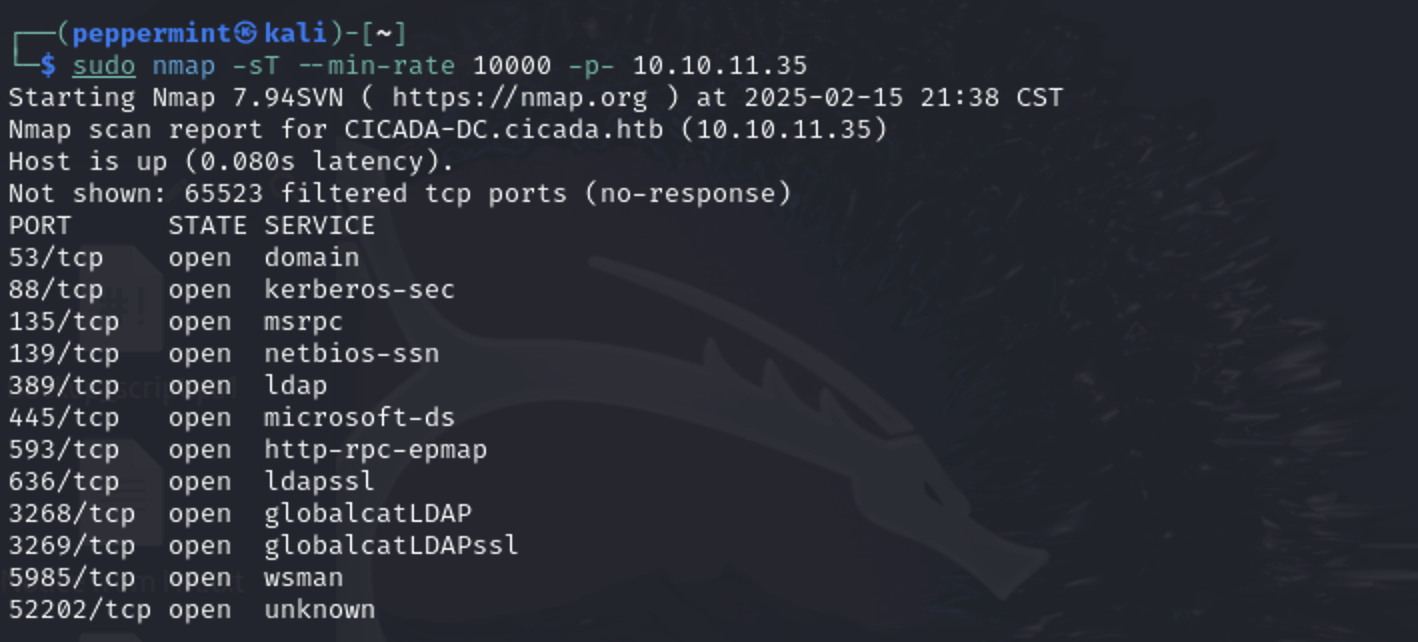 ┌──(peppermint㉿kali)-[~]
└─$ sudo nmap -sT --min-rate 10000 -p- 10.10.11.35
Starting Nmap 7.94SVN ( https://nmap.org ) at 2025-02-15 21:38 CST
Nmap scan report for CICADA-DC.cicada.htb (10.10.11.35)
Host is up (0.080s latency).
Not shown: 65523 filtered tcp ports (no-response)
PORT      STATE SERVICE
53/tcp    open  domain
88/tcp    open  kerberos-sec
135/tcp   open  msrpc
139/tcp   open  netbios-ssn
389/tcp   open  ldap
445/tcp   open  microsoft-ds
593/tcp   open  http-rpc-epmap
636/tcp   open  ldapssl
3268/tcp  open  globalcatLDAP
3269/tcp  open  globalcatLDAPssl
5985/tcp  open  wsman
52202/tcp open  unknown